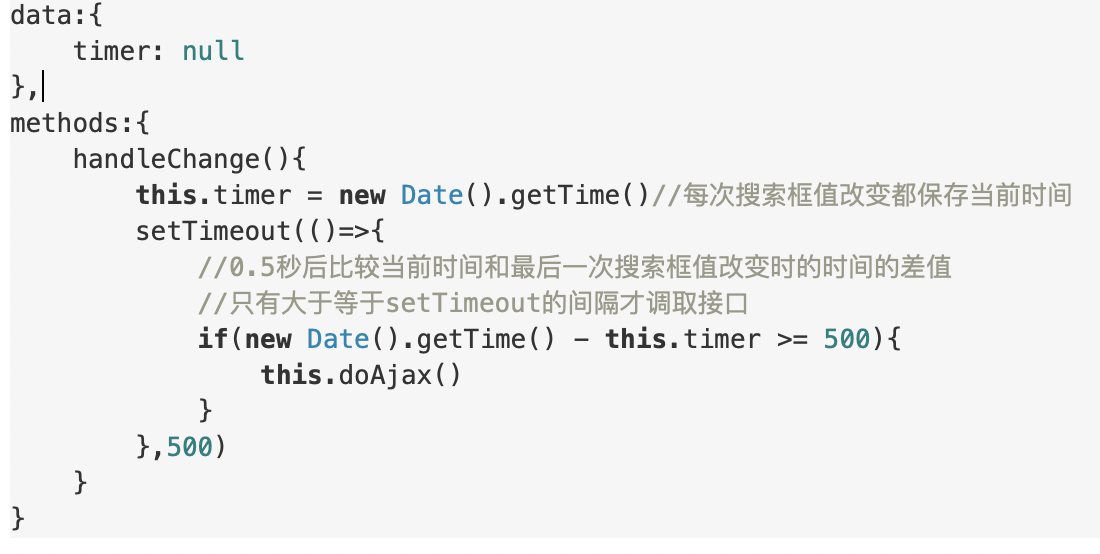 data:{
    timer: null
},
methods:{
    handleChange(){
        this.timer = new Date().getTime()//每次搜索框值改变都保存当前时间
        setTimeout(()=>{
            //0.5秒后比较当前时间和最后一次搜索框值改变时的时间的差值
            //只有大于等于setTimeout的间隔才调取接口
            if(new Date().getTime() - this.timer >= 500){
                this.doAjax()
            }
        },500)
    }
}